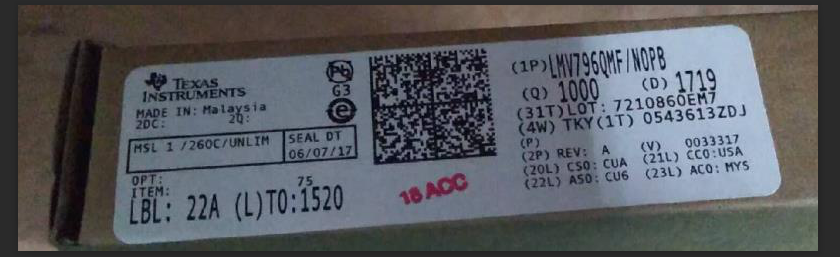 TEXAS
INSTRUMENTS
MADE IN: Malaysia
2DC: 2Q:
MSL 1 /260C/UNLIM
SEAL DT
06/07/17
OPT: 75
ITEM:
LBL: 22A (L)TO:1520
Pb
G3
e
18 ACC
(1P)LMV796QMF/NOPB
(Q) 1000 (D) 1719
(31T)LOT: 7210860EM7
(4W) TKY(1T) 0543613ZDJ
(P)
(2P) REV: A (V) 0033317
(20L) CSO: CUA (21L) CCO:USA
(22L) ASO: CU6 (23L) ACO: MYS